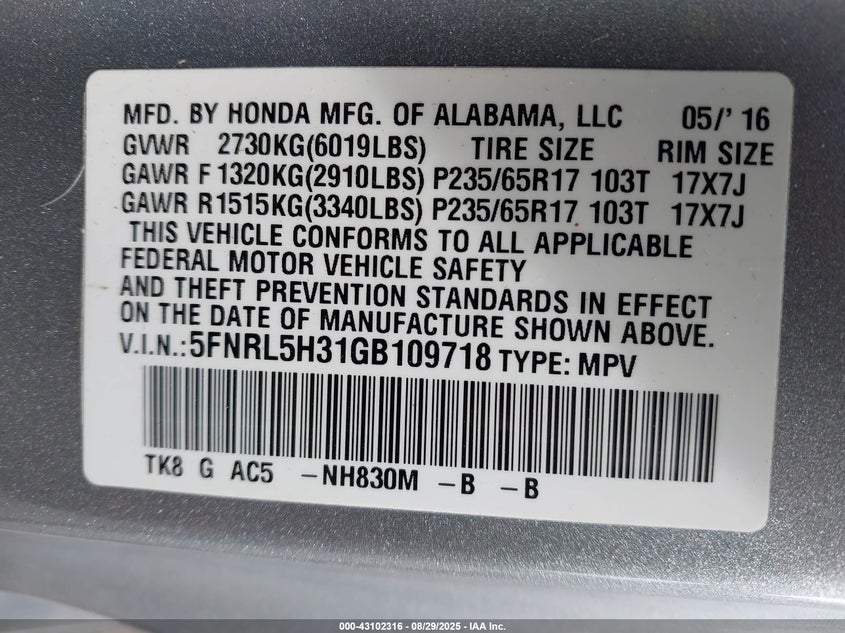 MFD. BY HONDA MFG. OF ALABAMA, LLC 05/' 16
GVWR 2730KG(6019LBS) TIRE SIZE RIM SIZE
GAWR F 1320KG(2910LBS) P235/65R17 103T 17X7J
GAWR R1515KG(3340LBS) P235/65R17 103T 17X7J
THIS VEHICLE CONFORMS TO ALL APPLICABLE
FEDERAL MOTOR VEHICLE SAFETY
AND THEFT PREVENTION STANDARDS IN EFFECT
ON THE DATE OF MANUFACTURE SHOWN ABOVE.
V.I.N.:5FNRL5H31GB109718 TYPE: MPV
TK8 G AC5 -NH830M -B -B
000-43102316 - 08/29/2025 - IAA Inc.